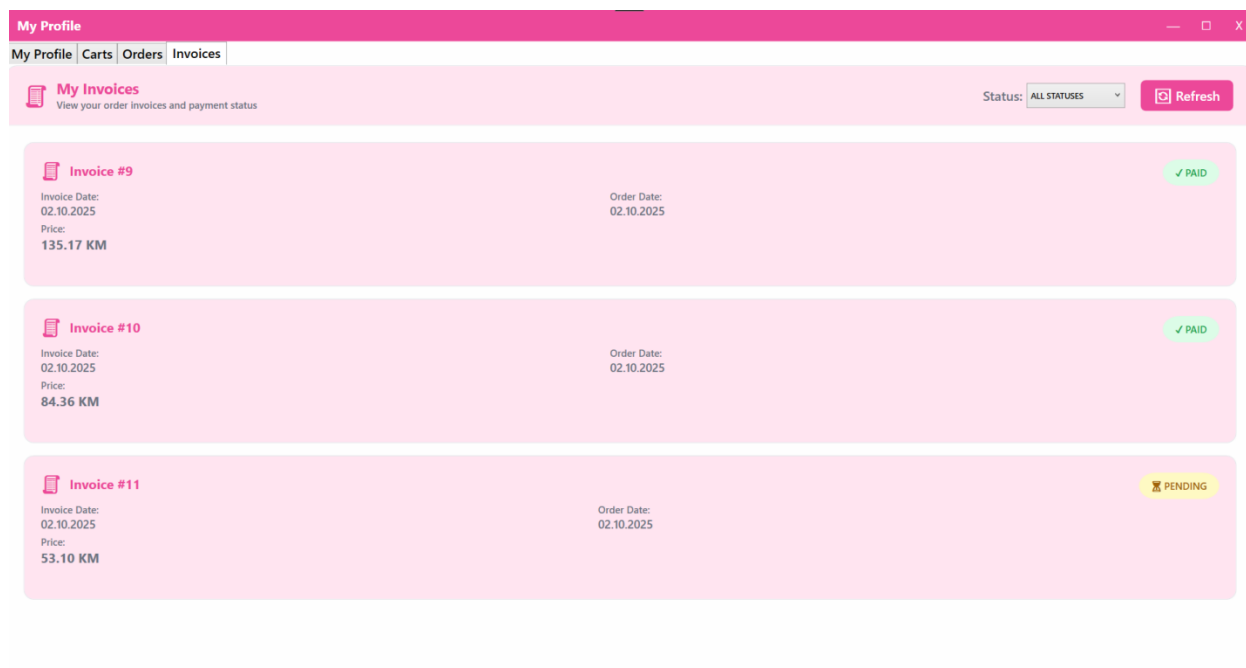 My Profile
My Profile Carts Orders Invoices
My Invoices
View your order invoices and payment status
Status: ALL STATUSES Refresh
Invoice #9 ✓ PAID
Invoice Date: Order Date:
02.10.2025 02.10.2025
Price:
135.17 KM
Invoice #10 ✓ PAID
Invoice Date: Order Date:
02.10.2025 02.10.2025
Price:
84.36 KM
Invoice #11 ⌛ PENDING
Invoice Date: Order Date:
02.10.2025 02.10.2025
Price:
53.10 KM